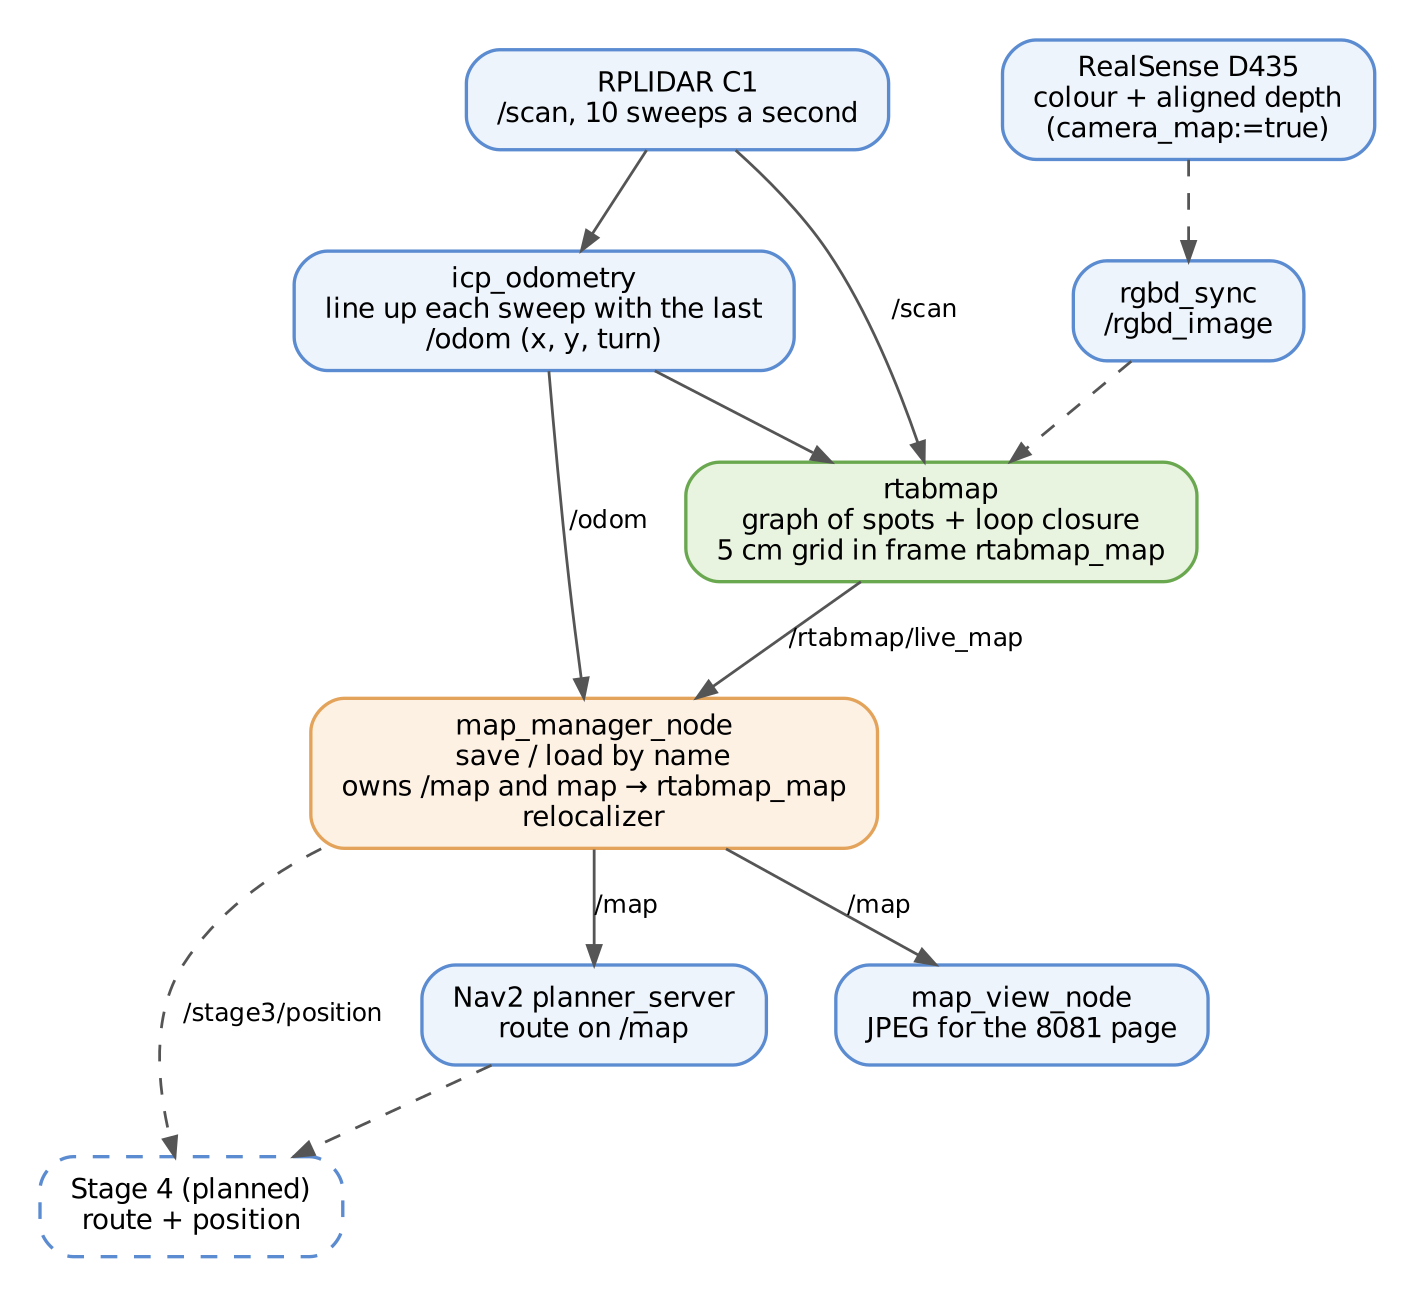 RPLIDAR C1
/scan, 10 sweeps a second
RealSense D435
colour + aligned depth
(camera_map:=true)
icp_odometry
line up each sweep with the last
/odom (x, y, turn)
/scan
rgbd_sync
/rgbd_image
rtabmap
graph of spots + loop closure
5 cm grid in frame rtabmap_map
/odom
/rtabmap/live_map
map_manager_node
save / load by name
owns /map and map → rtabmap_map
relocalizer
/map
/map
/stage3/position
Nav2 planner_server
route on /map
map_view_node
JPEG for the 8081 page
Stage 4 (planned)
route + position